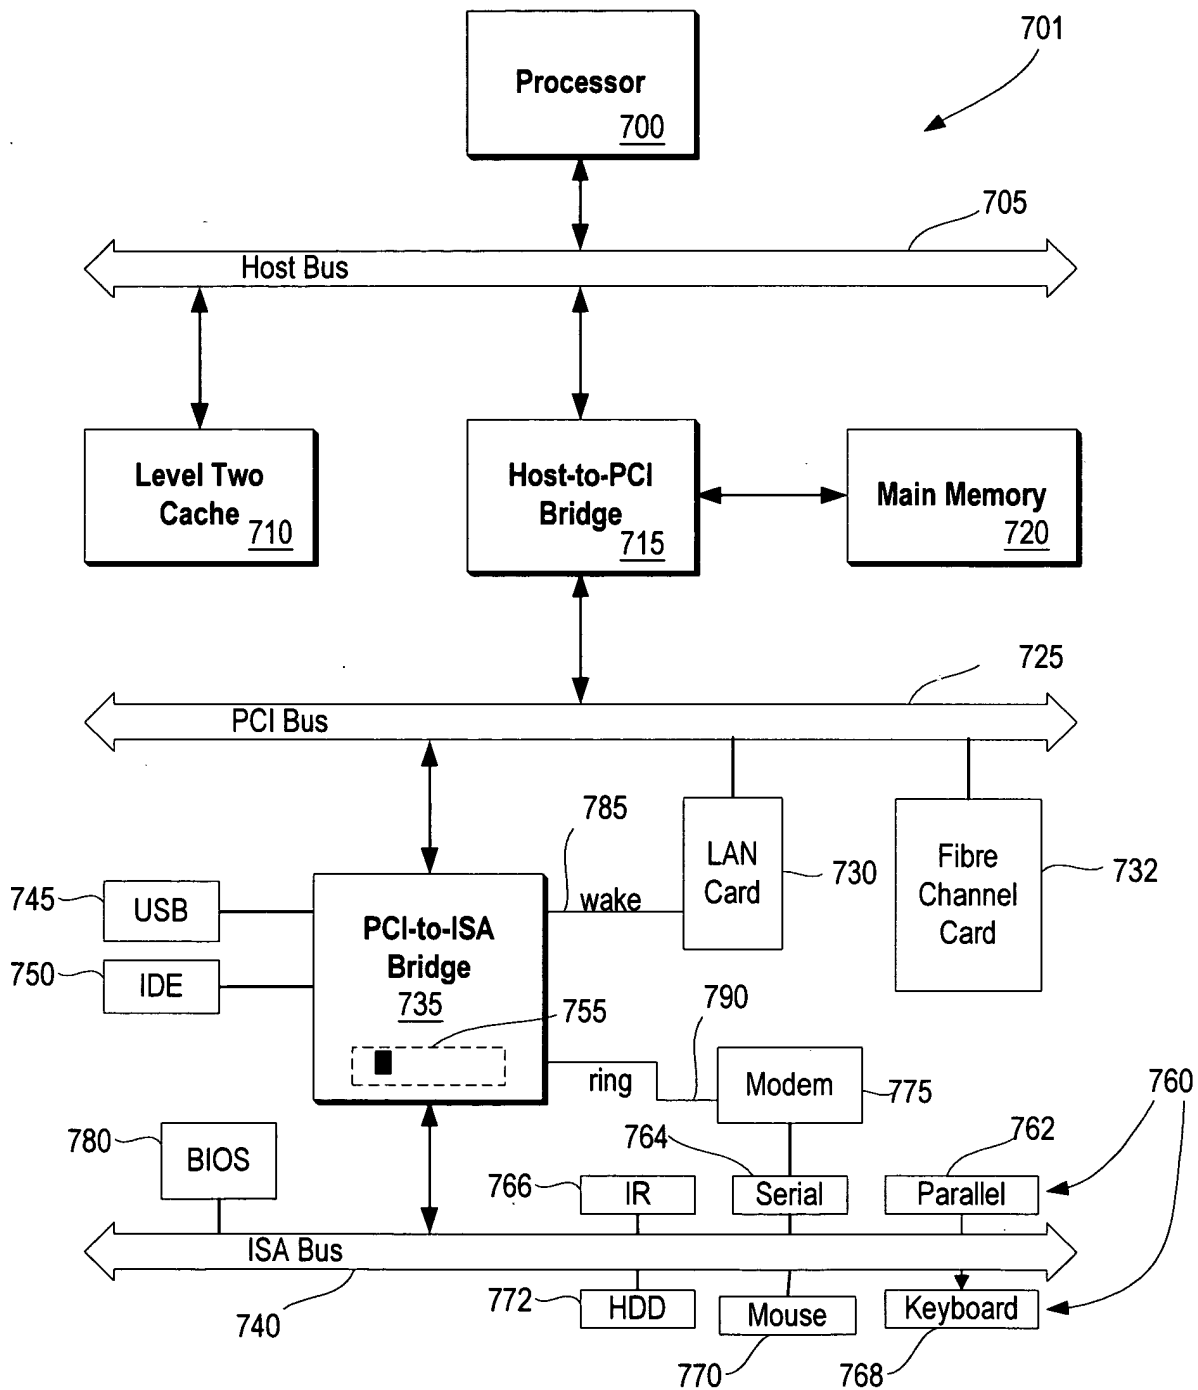 701
Processor
700
705
Host Bus
Level Two
Cache
710
Host-to-PCI
Bridge
715
Main Memory
720
725
PCI Bus
785
LAN
Card
730
Fibre
Channel
Card
732
745
USB
wake
PCI-to-ISA
Bridge
735
750
IDE
755
790
ring
Modem
775
760
780
BIOS
764
762
766
IR
Serial
Parallel
ISA Bus
740
772
HDD
Mouse
Keyboard
770
768